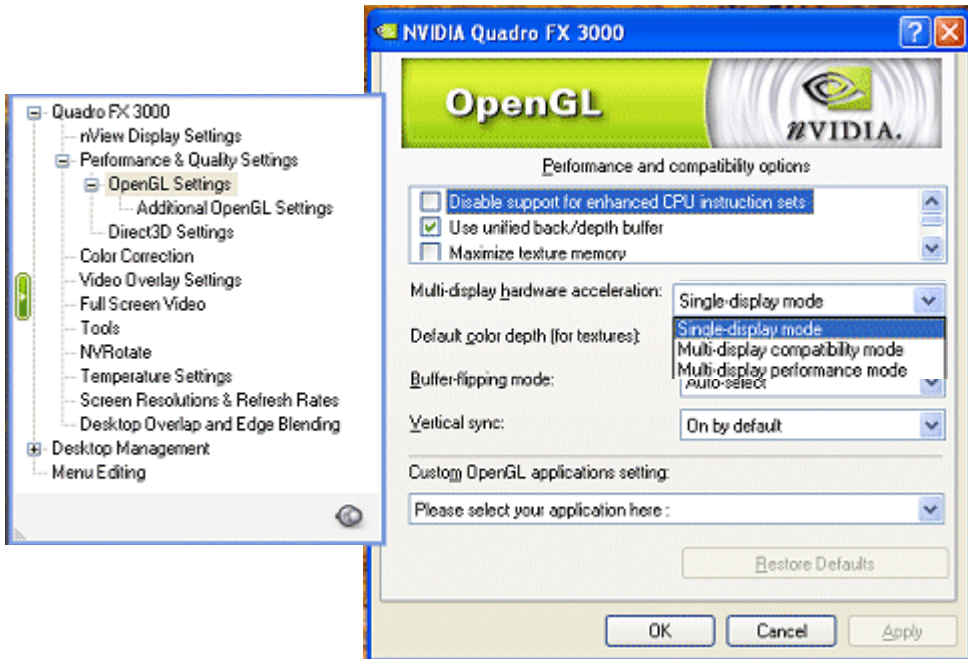 Quadro FX 3000
nView Display Settings
Performance & Quality Settings
OpenGL Settings
Additional OpenGL Settings
Direct3D Settings
Color Correction
Video Overlay Settings
Full Screen Video
Tools
NVRotate
Temperature Settings
Screen Resolutions & Refresh Rates
Desktop Overlap and Edge Blending
Desktop Management
Menu Editing
NVIDIA Quadro FX 3000
OpenGL
nVIDIA.
Performance and compatibility options
Disable support for enhanced CPU instruction sets
Use unified back/depth buffer
Maximize texture memory
Multi-display hardware acceleration:
Single-display mode
Single-display mode
Multi-display compatibility mode
Multi-display performance mode
Default color depth (for textures):
Buffer-flipping mode:
Auto-select
Vertical sync:
On by default
Custom OpenGL applications setting:
Please select your application here :
Restore Defaults
OK
Cancel
Apply